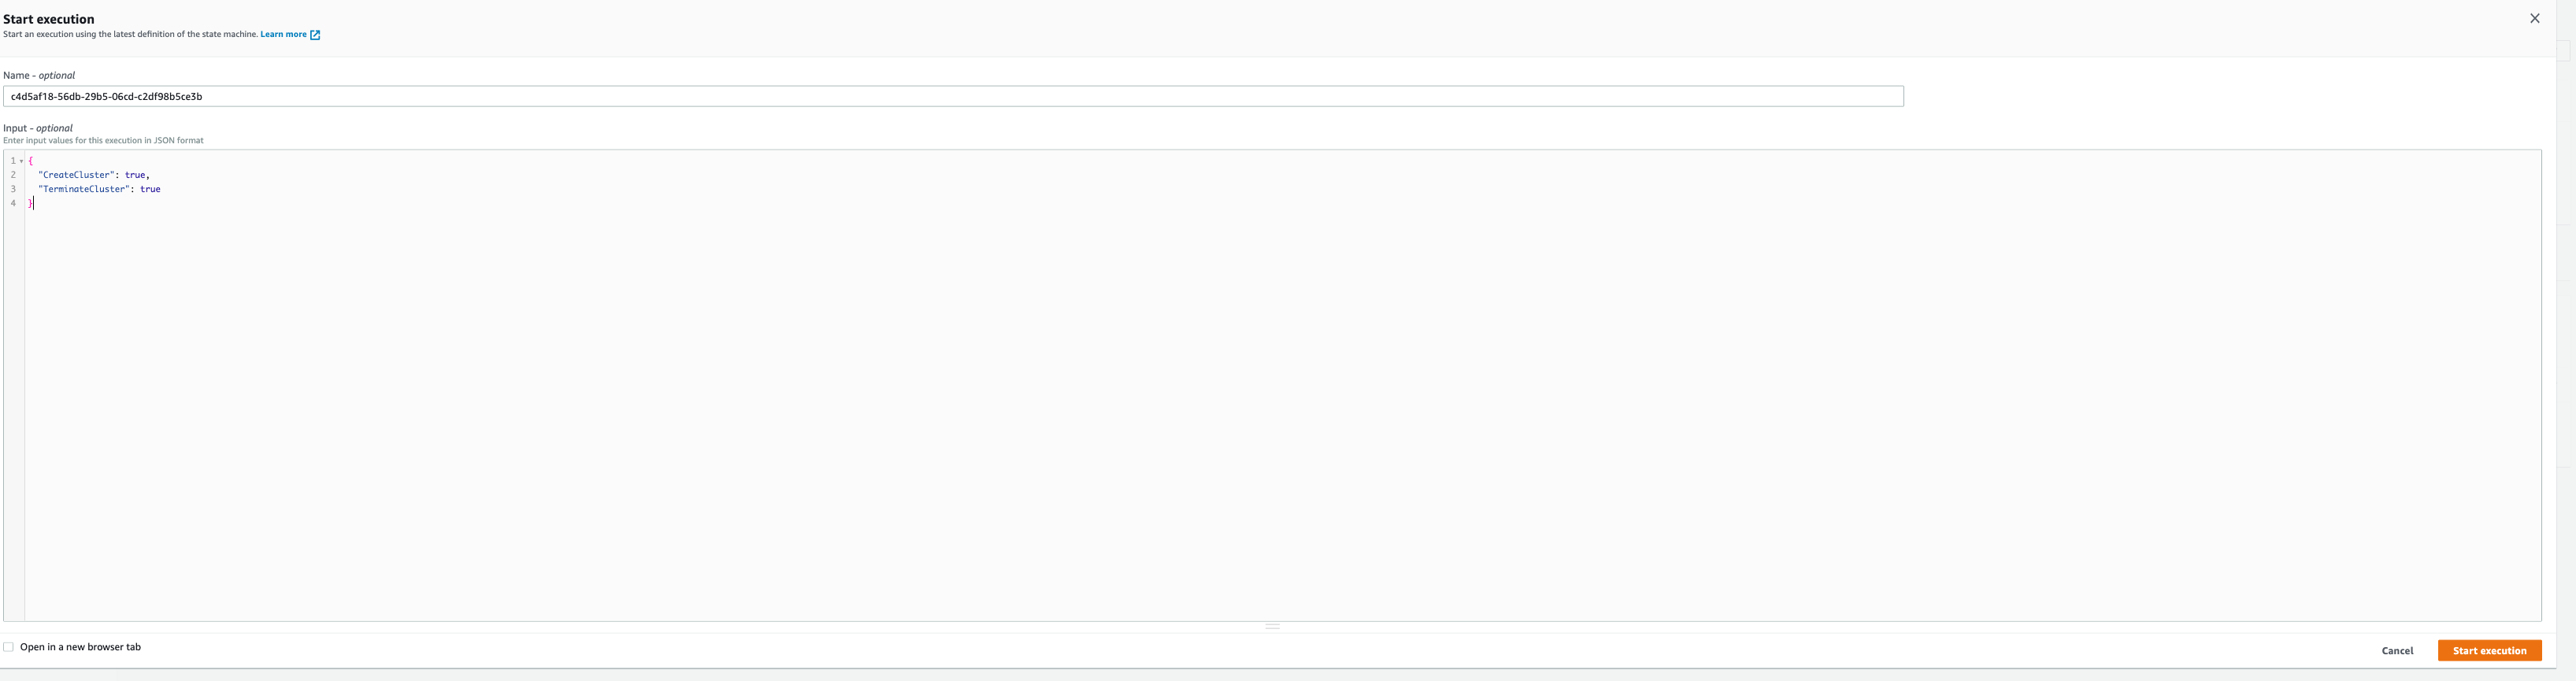 Start execution
Start an execution using the latest definition of the state machine. Learn more
Name - optional
c4d5af18-56db-29b5-06cd-c2df98b5ce3b
Input - optional
Enter input values for this execution in JSON format
1 {
2 "CreateCluster": true,
3 "TerminateCluster": true
4 }
Open in a new browser tab
Cancel
Start execution